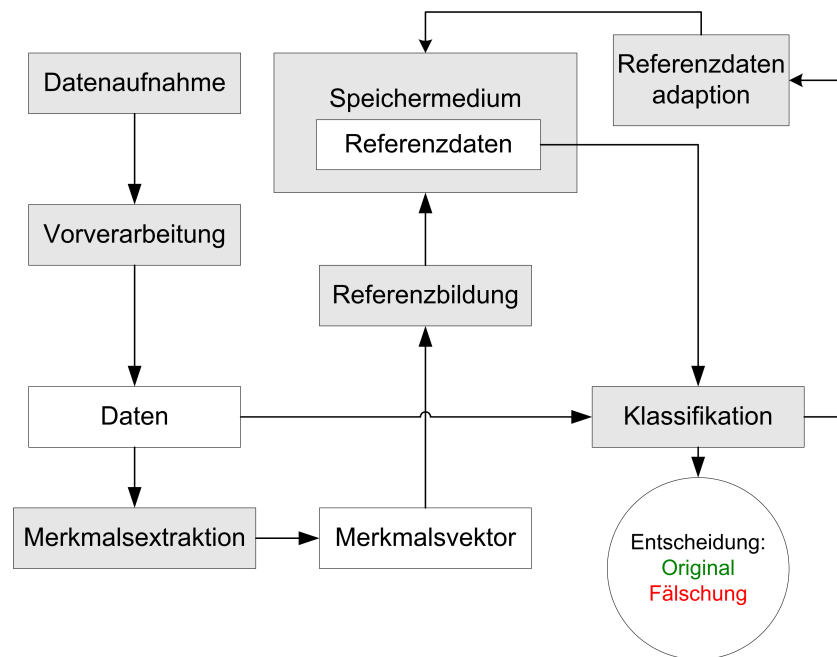 Datenaufnahme
Speichermedium
Referenzdaten
Referenzdaten
adaption
Vorverarbeitung
Referenzbildung
Daten
Klassifikation
Merkmalsextraktion
Merkmalsvektor
Entscheidung:
Original
Fälschung